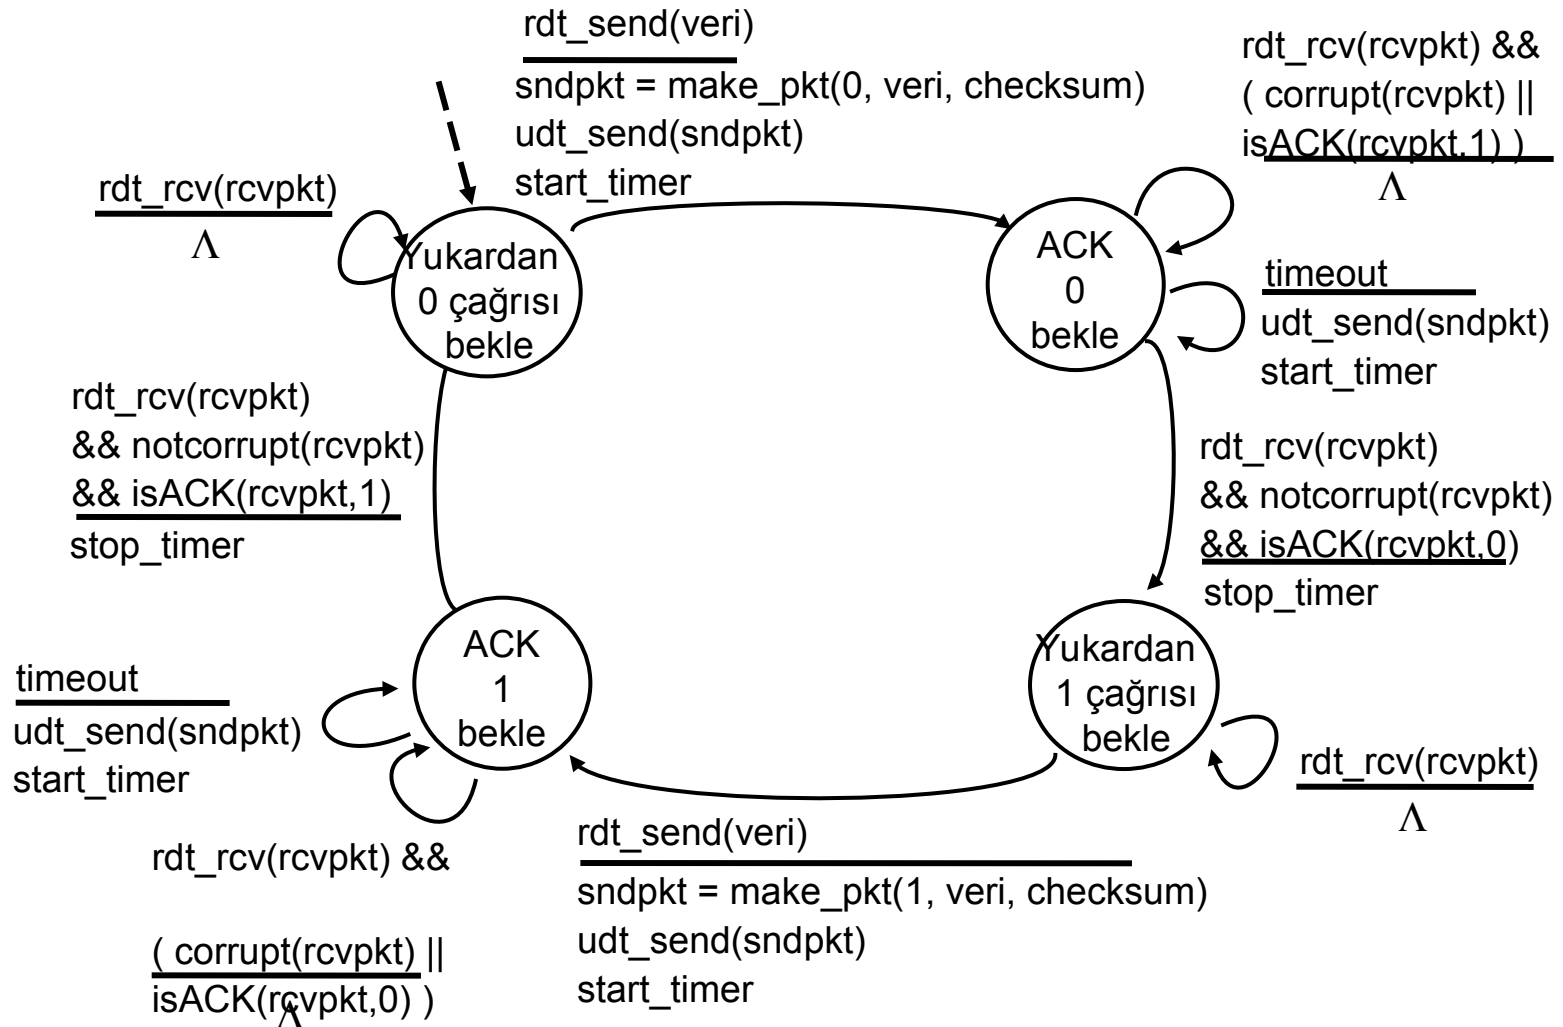 rdt_send(veri)
sndpkt = make_pkt(0, veri, checksum)
udt_send(sndpkt)
start_timer
rdt_rcv(rcvpkt) &&
( corrupt(rcvpkt) ||
isACK(rcvpkt,1) )
Λ
rdt_rcv(rcvpkt)
Λ
Yukardan
0 çağrısı
bekle
ACK
0
bekle
timeout
udt_send(sndpkt)
start_timer
rdt_rcv(rcvpkt)
&& notcorrupt(rcvpkt)
&& isACK(rcvpkt,1)
stop_timer
rdt_rcv(rcvpkt)
&& notcorrupt(rcvpkt)
&& isACK(rcvpkt,0)
stop_timer
ACK
1
bekle
Yukardan
1 çağrısı
bekle
timeout
udt_send(sndpkt)
start_timer
rdt_rcv(rcvpkt)
Λ
rdt_rcv(rcvpkt) &&
( corrupt(rcvpkt) ||
isACK(rcvpkt,0) )
Λ
rdt_send(veri)
sndpkt = make_pkt(1, veri, checksum)
udt_send(sndpkt)
start_timer